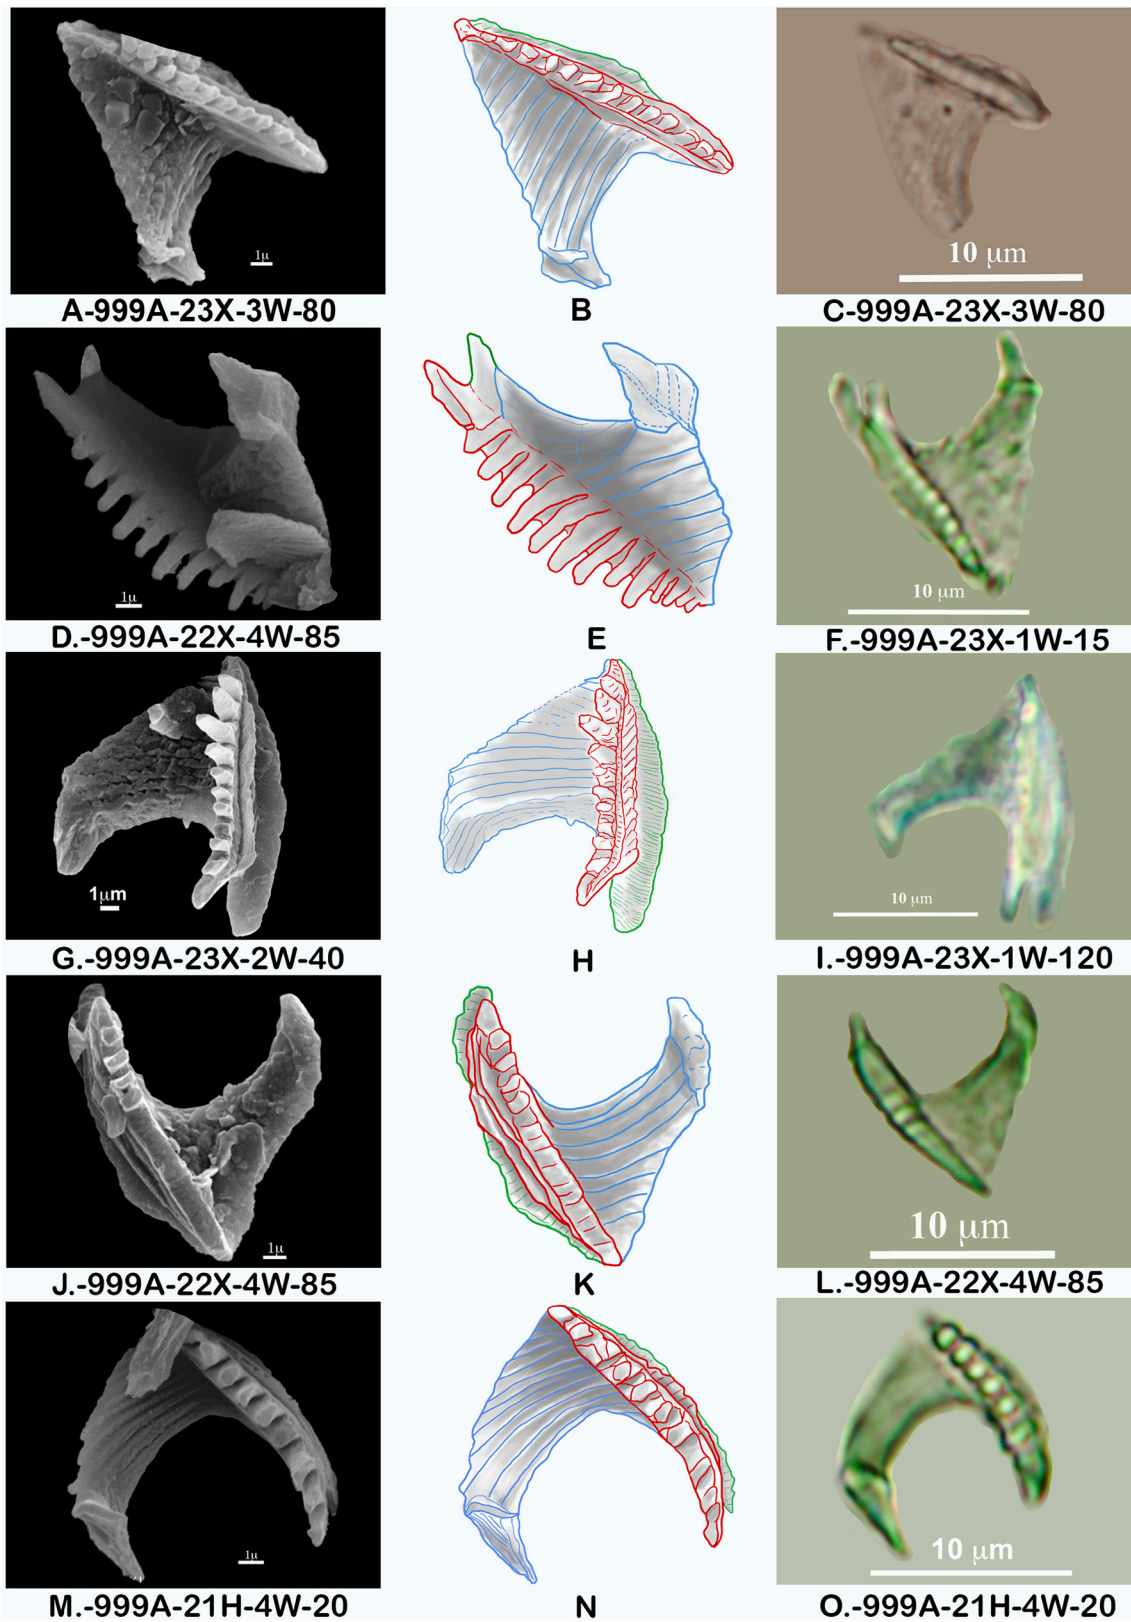 1μ
10 μm
A-999A-23X-3W-80
B
C-999A-23X-3W-80
1μ
10 μm
D.-999A-22X-4W-85
E
F.-999A-23X-1W-15
1μm
10 μm
G.-999A-23X-2W-40
H
I.-999A-23X-1W-120
1μ
10 μm
J.-999A-22X-4W-85
K
L.-999A-22X-4W-85
1μ
10 μm
M.-999A-21H-4W-20
N
O.-999A-21H-4W-20